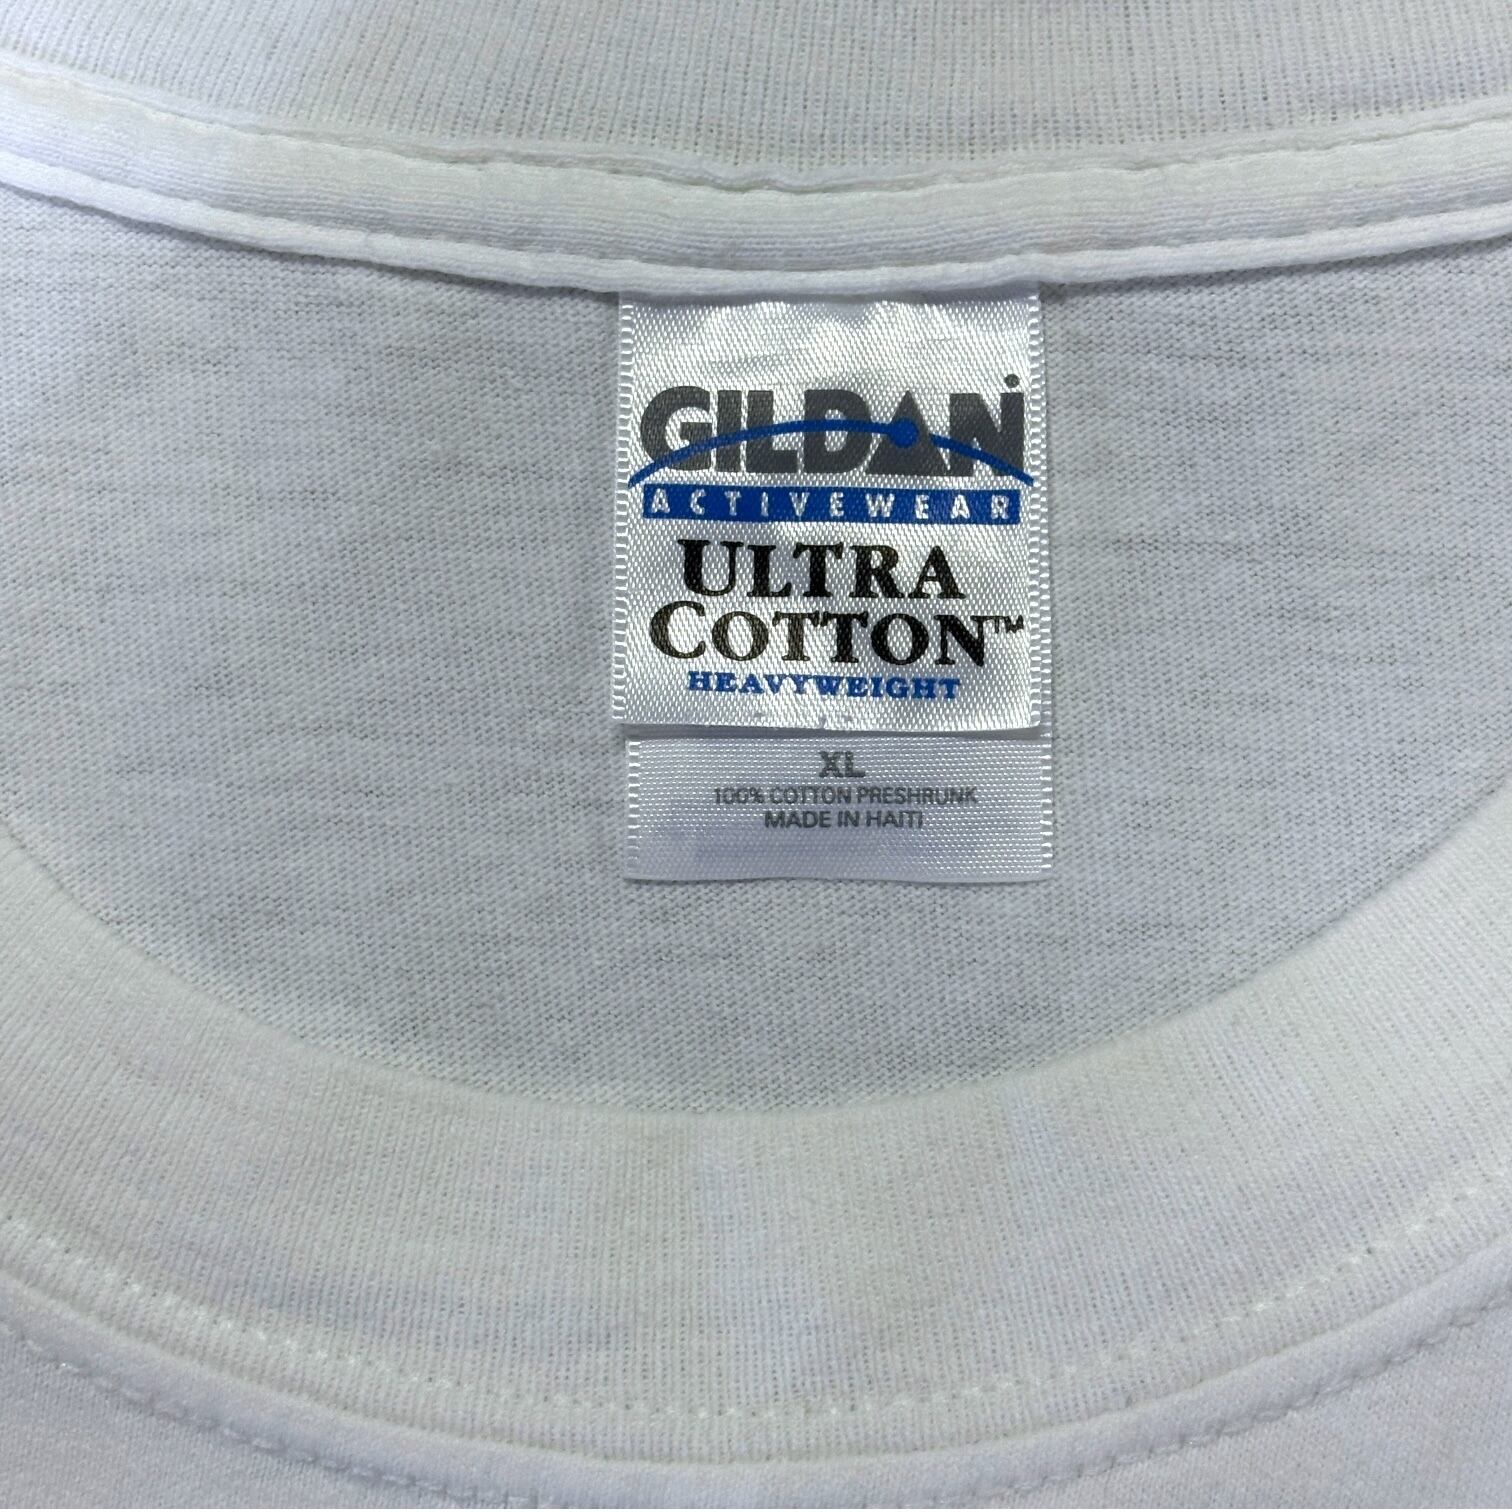 GILDAN
ACTIVEWEAR
ULTRA
COTTON™
HEAVYWEIGHT
XL
100% COTTON PRESHRUNK
MADE IN HAITI